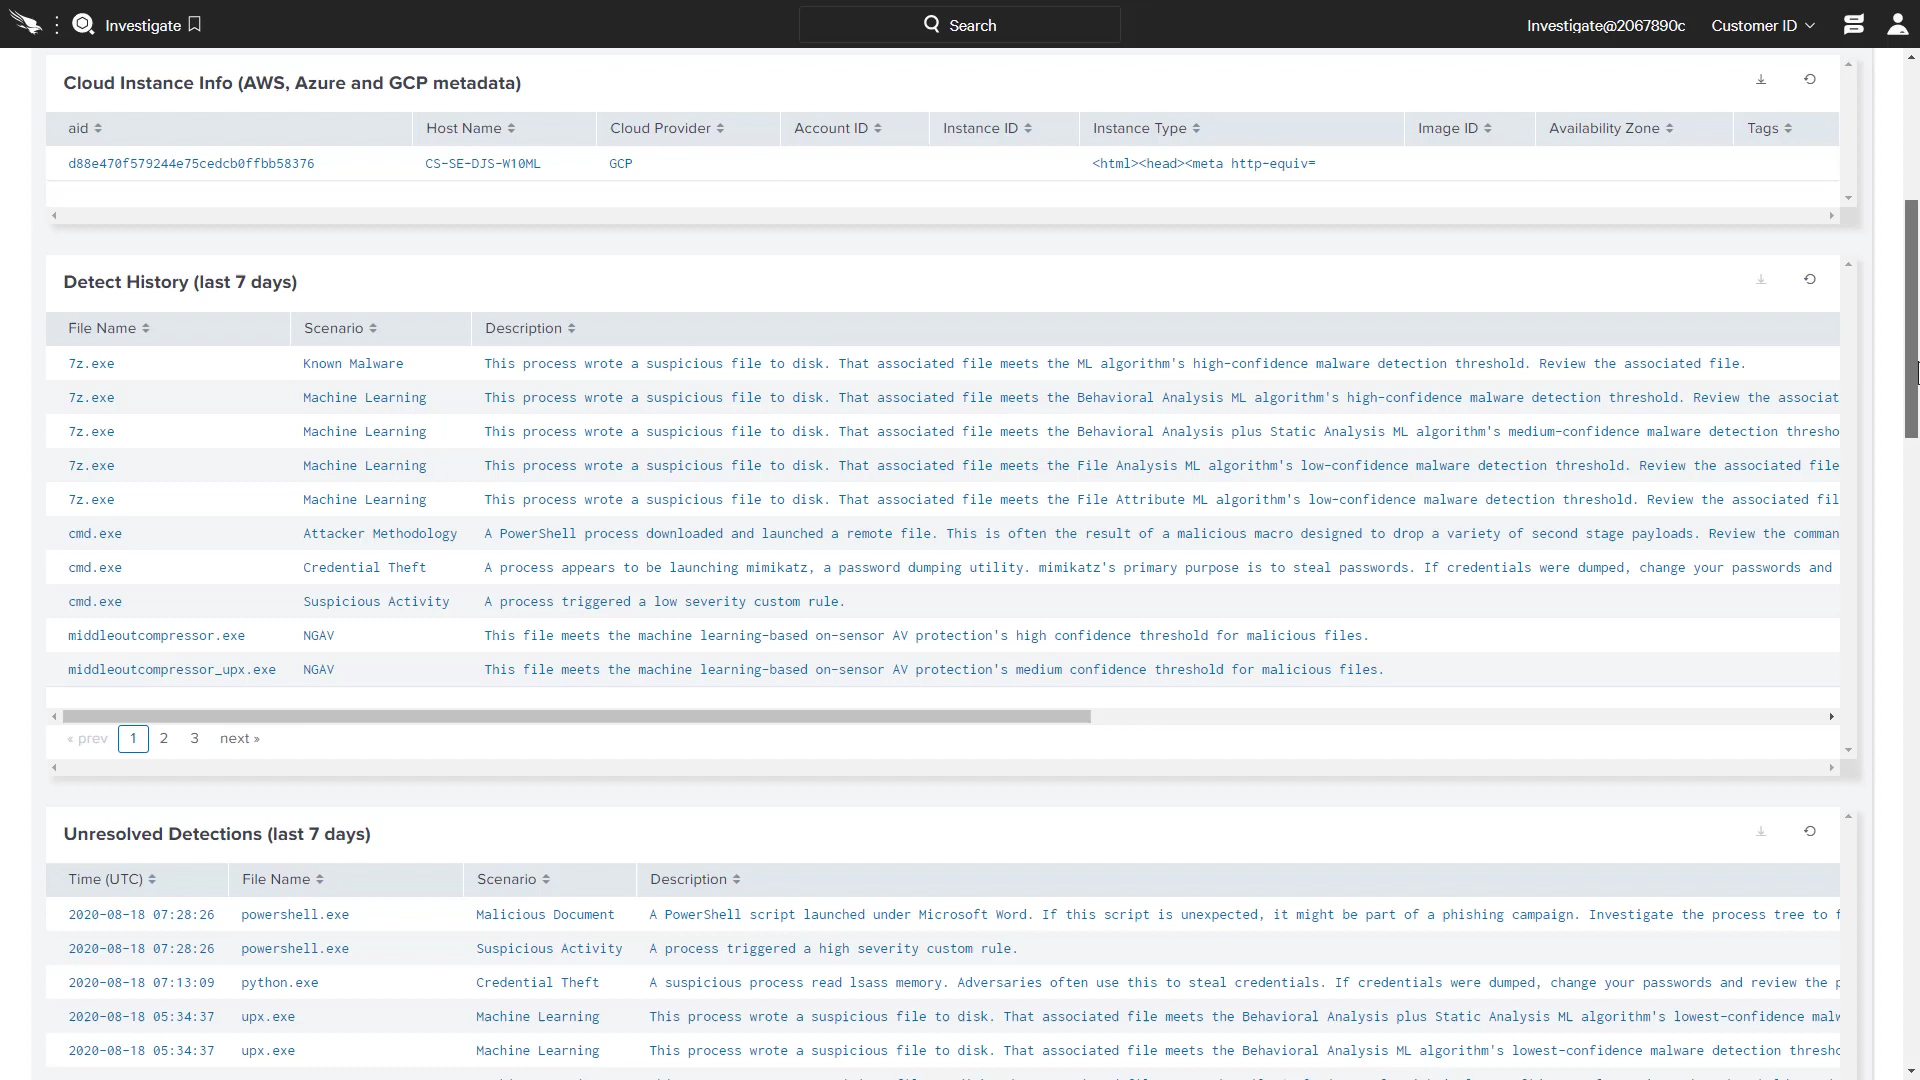 Investigate Search Investigate@2067890c Customer ID
Cloud Instance Info (AWS, Azure and GCP metadata)
aid Host Name Cloud Provider Account ID Instance ID Instance Type Image ID Availability Zone Tags
d88e470f579244e75cedcb0ffbb58376 CS-SE-DJS-W10ML GCP <html><head><meta http-equiv=
Detect History (last 7 days)
File Name Scenario Description
7z.exe Known Malware This process wrote a suspicious file to disk. That associated file meets the ML algorithm's high-confidence malware detection threshold. Review the associated file.
7z.exe Machine Learning This process wrote a suspicious file to disk. That associated file meets the Behavioral Analysis ML algorithm's high-confidence malware detection threshold. Review the associat
7z.exe Machine Learning This process wrote a suspicious file to disk. That associated file meets the Behavioral Analysis plus Static Analysis ML algorithm's medium-confidence malware detection thresho
7z.exe Machine Learning This process wrote a suspicious file to disk. That associated file meets the File Analysis ML algorithm's low-confidence malware detection threshold. Review the associated file
7z.exe Machine Learning This process wrote a suspicious file to disk. That associated file meets the File Attribute ML algorithm's low-confidence malware detection threshold. Review the associated fil
cmd.exe Attacker Methodology A PowerShell process downloaded and launched a remote file. This is often the result of a malicious macro designed to drop a variety of second stage payloads. Review the comman
cmd.exe Credential Theft A process appears to be launching mimikatz, a password dumping utility. mimikatz's primary purpose is to steal passwords. If credentials were dumped, change your passwords and
cmd.exe Suspicious Activity A process triggered a low severity custom rule.
middleoutcompressor.exe NGAV This file meets the machine learning-based on-sensor AV protection's high confidence threshold for malicious files.
middleoutcompressor_upx.exe NGAV This file meets the machine learning-based on-sensor AV protection's medium confidence threshold for malicious files.
« prev 1 2 3 next »
Unresolved Detections (last 7 days)
Time (UTC) File Name Scenario Description
2020-08-18 07:28:26 powershell.exe Malicious Document A PowerShell script launched under Microsoft Word. If this script is unexpected, it might be part of a phishing campaign. Investigate the process tree to f
2020-08-18 07:28:26 powershell.exe Suspicious Activity A process triggered a high severity custom rule.
2020-08-18 07:13:09 python.exe Credential Theft A suspicious process read lsass memory. Adversaries often use this to steal credentials. If credentials were dumped, change your passwords and review the p
2020-08-18 05:34:37 upx.exe Machine Learning This process wrote a suspicious file to disk. That associated file meets the Behavioral Analysis plus Static Analysis ML algorithm's lowest-confidence malw
2020-08-18 05:34:37 upx.exe Machine Learning This process wrote a suspicious file to disk. That associated file meets the Behavioral Analysis ML algorithm's lowest-confidence malware detection thresho